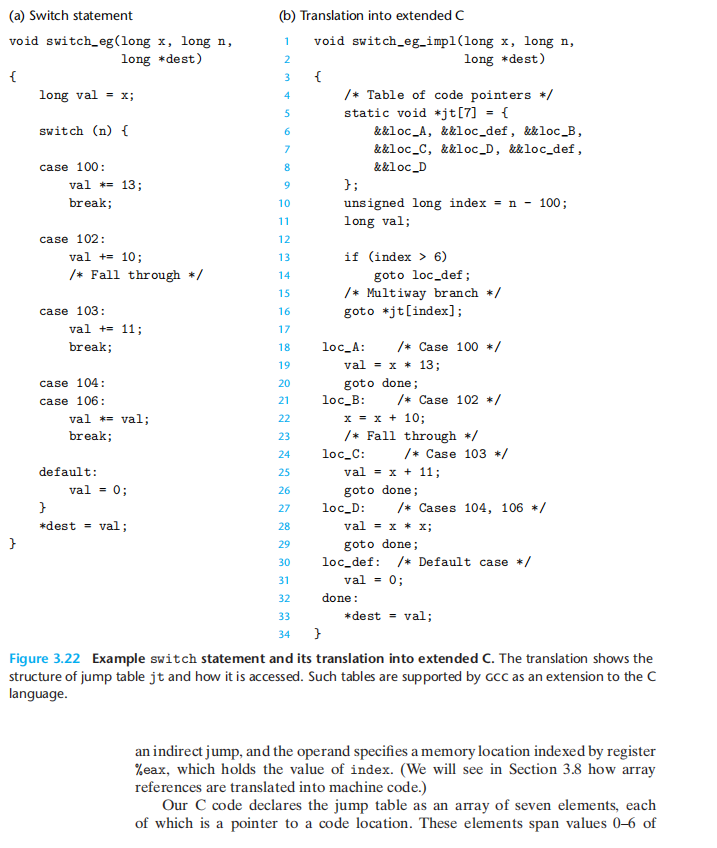 (a) Switch statement
void switch_eg(long x, long n,
               long *dest)
{
    long val = x;

    switch (n) {

    case 100:
        val *= 13;
        break;

    case 102:
        val += 10;
        /* Fall through */

    case 103:
        val += 11;
        break;

    case 104:
    case 106:
        val *= val;
        break;

    default:
        val = 0;
    }
    *dest = val;
}
(b) Translation into extended C
1   void switch_eg_impl(long x, long n,
2                       long *dest)
3   {
4       /* Table of code pointers */
5       static void *jt[7] = {
6           &&loc_A, &&loc_def, &&loc_B,
7           &&loc_C, &&loc_D, &&loc_def,
8           &&loc_D
9       };
10      unsigned long index = n - 100;
11      long val;
12
13      if (index > 6)
14          goto loc_def;
15      /* Multiway branch */
16      goto *jt[index];
17
18   loc_A:    /* Case 100 */
19      val = x * 13;
20      goto done;
21   loc_B:    /* Case 102 */
22      x = x + 10;
23      /* Fall through */
24   loc_C:     /* Case 103 */
25      val = x + 11;
26      goto done;
27   loc_D:    /* Cases 104, 106 */
28      val = x * x;
29      goto done;
30   loc_def:  /* Default case */
31      val = 0;
32   done:
33      *dest = val;
34  }
Figure 3.22 Example switch statement and its translation into extended C. The translation shows the
structure of jump table jt and how it is accessed. Such tables are supported by GCC as an extension to the C
language.
an indirect jump, and the operand specifies a memory location indexed by register
%eax, which holds the value of index. (We will see in Section 3.8 how array
references are translated into machine code.)
Our C code declares the jump table as an array of seven elements, each
of which is a pointer to a code location. These elements span values 0–6 of